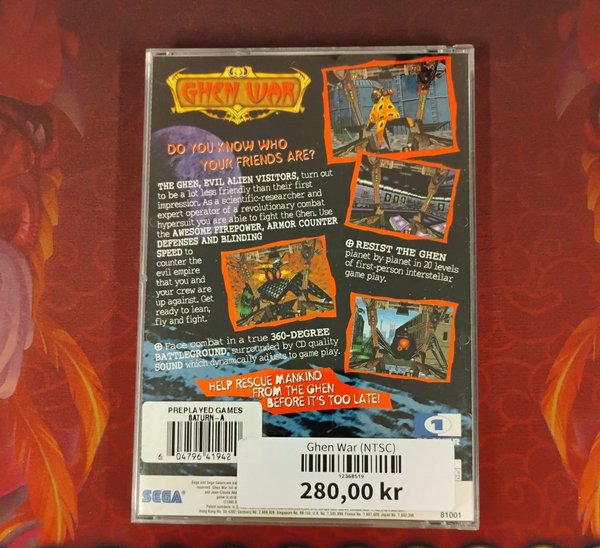 GHEN WAR
DO YOU KNOW WHO
YOUR FRIENDS ARE?
THE GHEN, EVIL ALIEN VISITORS, turn out
to be a lot less friendly than their first
impression. As a scientific-researcher and
expert operator of a revolutionary combat
hypersuit you are able to fight the Ghen. Use
the AWESOME FIREPOWER, ARMOR COUNTER
DEFENSES AND BLINDING
SPEED to
counter the
evil empire
that you and
your crew are
up against. Get
ready to lean,
fly and fight.
RESIST THE GHEN
planet by planet in 20 levels
of first-person interstellar
game play.
Face combat in a true 360-DEGREE
BATTLEGROUND, surrounded by CD quality
SOUND which dynamically adjusts to game play.
HELP RESCUE MANKIND
FROM THE GHEN
BEFORE IT'S TOO LATE!
PREPLAYED GAMES
SATURN-A
6 04796 41942
Ghen War (NTSC)
12368519
280,00 kr
SEGA
81001